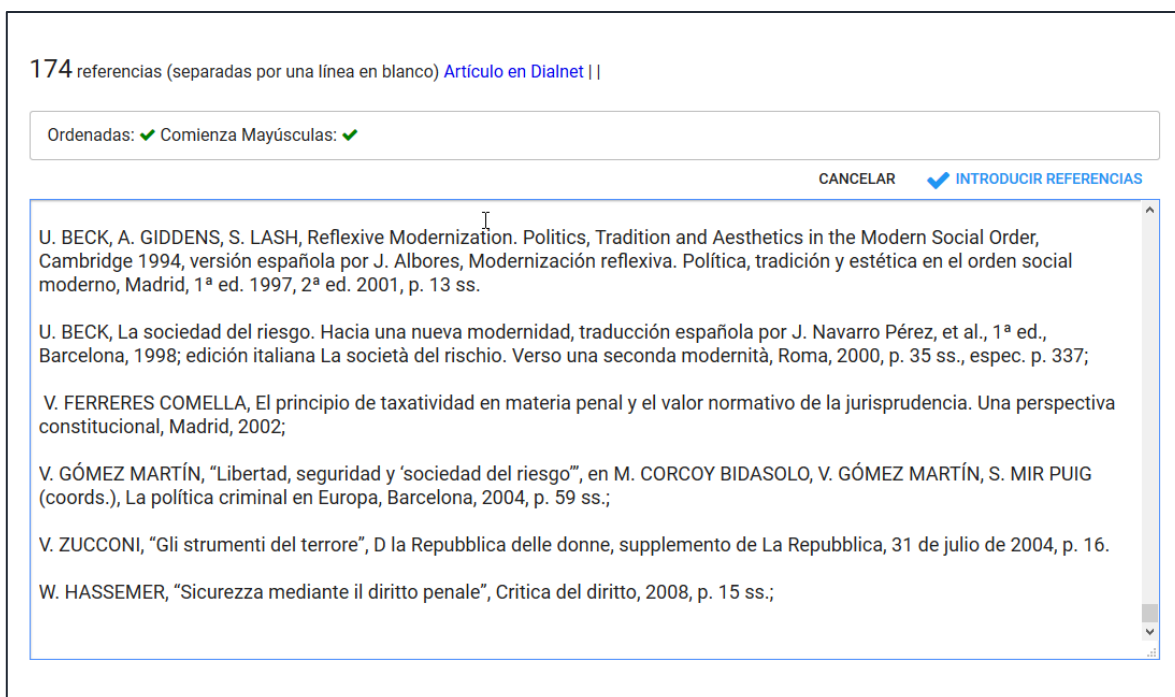 174 referencias (separadas por una línea en blanco) Artículo en Dialnet | |
Ordenadas: ✔ Comienza Mayúsculas: ✔
CANCELAR ✔ INTRODUCIR REFERENCIAS
U. BECK, A. GIDDENS, S. LASH, Reflexive Modernization. Politics, Tradition and Aesthetics in the Modern Social Order,
Cambridge 1994, versión española por J. Albores, Modernización reflexiva. Política, tradición y estética en el orden social
moderno, Madrid, 1ª ed. 1997, 2ª ed. 2001, p. 13 ss.
U. BECK, La sociedad del riesgo. Hacia una nueva modernidad, traducción española por J. Navarro Pérez, et al., 1ª ed.,
Barcelona, 1998; edición italiana La società del rischio. Verso una seconda modernità, Roma, 2000, p. 35 ss., espec. p. 337;
V. FERRERES COMELLA, El principio de taxatividad en materia penal y el valor normativo de la jurisprudencia. Una perspectiva
constitucional, Madrid, 2002;
V. GÓMEZ MARTÍN, “Libertad, seguridad y ‘sociedad del riesgo’”, en M. CORCOY BIDASOLO, V. GÓMEZ MARTÍN, S. MIR PUIG
(coords.), La política criminal en Europa, Barcelona, 2004, p. 59 ss.;
V. ZUCCONI, “Gli strumenti del terrore”, D la Repubblica delle donne, supplemento de La Repubblica, 31 de julio de 2004, p. 16.
W. HASSEMER, “Sicurezza mediante il diritto penale”, Critica del diritto, 2008, p. 15 ss.;